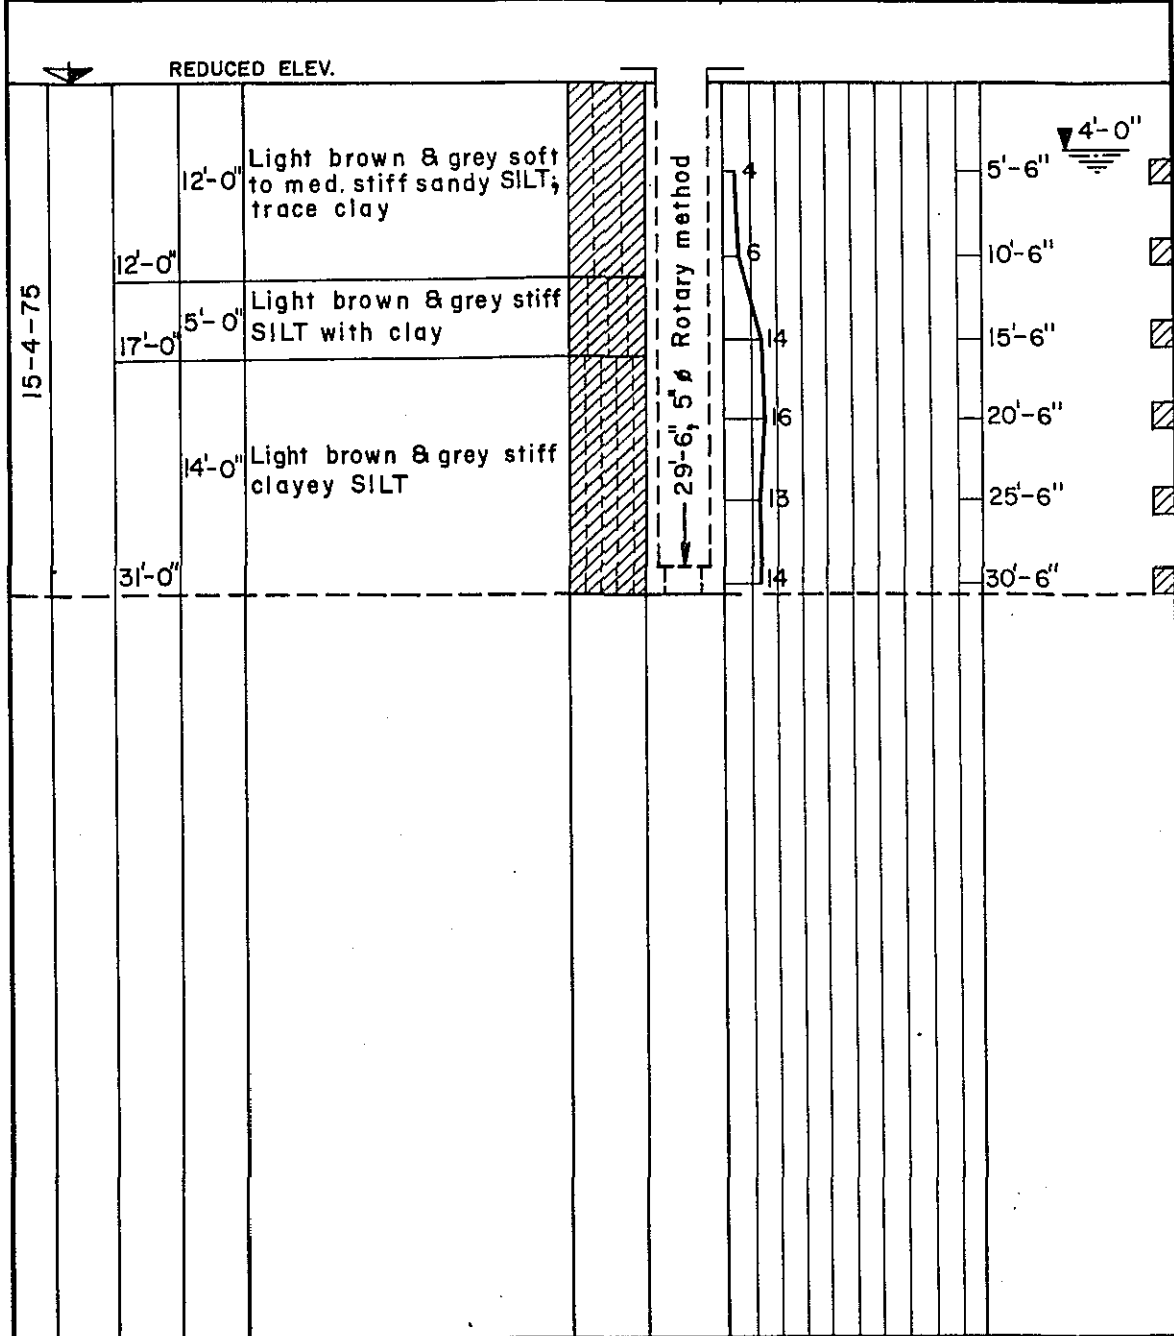 REDUCED ELEV.
15-4-75
12'-0"
17'-0"
31'-0"
12'-0"
5'-0"
14'-0"
Light brown & grey soft
to med. stiff sandy SILT;
trace clay
Light brown & grey stiff
SILT with clay
Light brown & grey stiff
clayey SILT
29'-6", 5" ø Rotary method
4
6
14
16
13
14
5'-6"
10'-6"
15'-6"
20'-6"
25'-6"
30'-6"
4'-0"